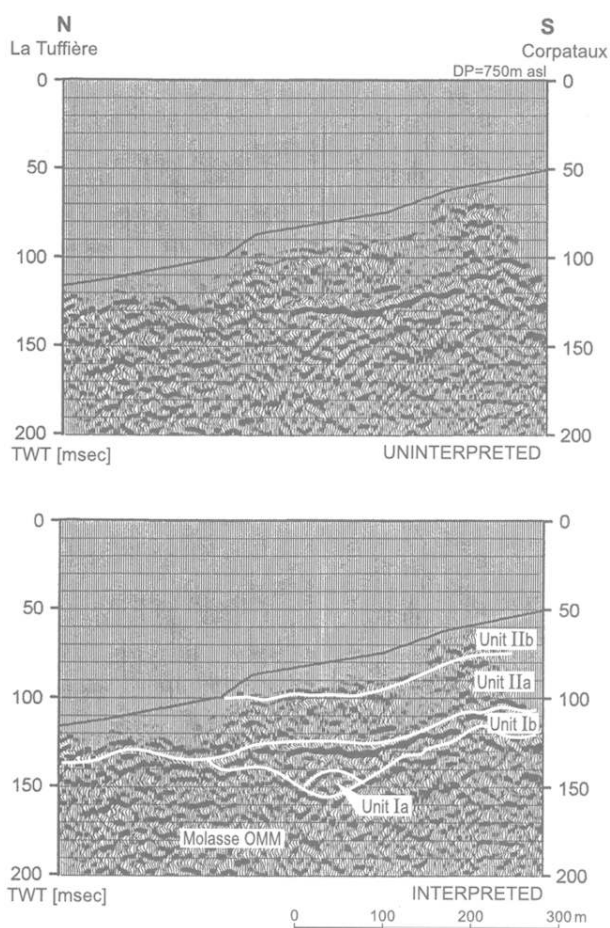 N S
La Tuffière Corpataux
DP=750m asl
0 0
50 50
100 100
150 150
200 200
TWT [msec] UNINTERPRETED
0 0
50 50
Unit IIb
Unit IIa
100 100
Unit Ib
150 150
Unit Ia
Molasse OMM
200 200
TWT [msec] INTERPRETED
0 100 200 300 m